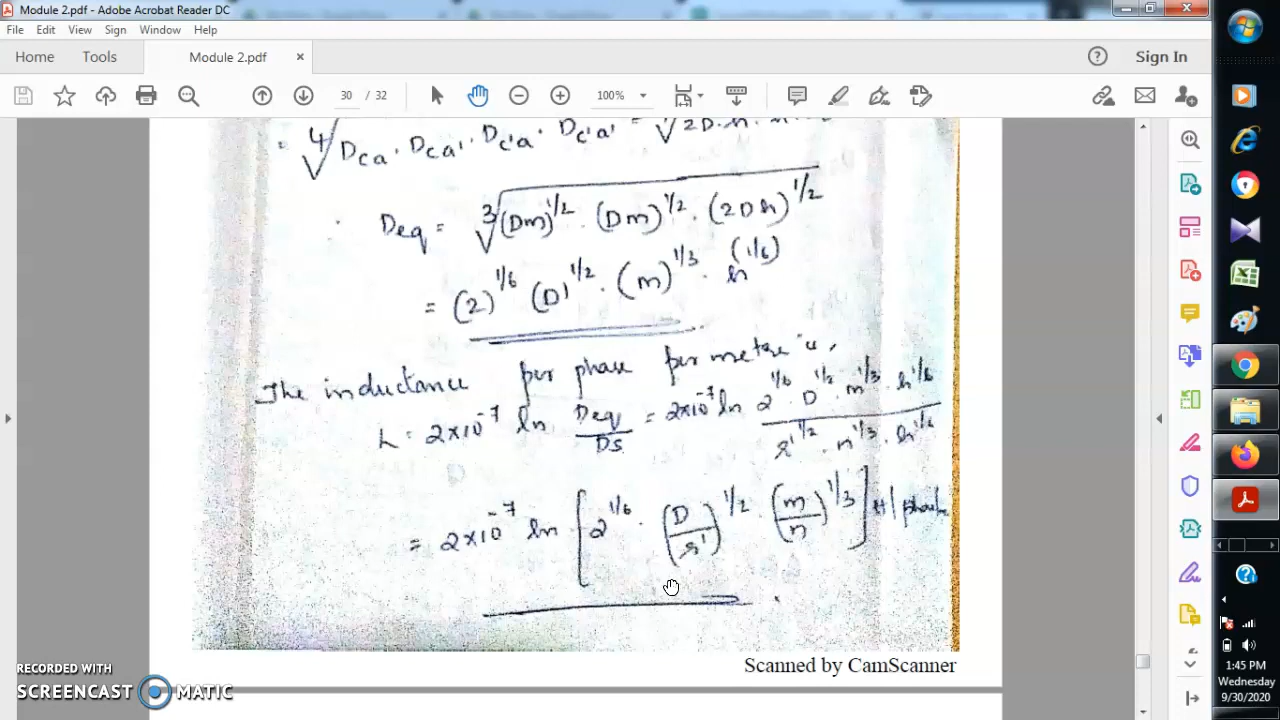 Module 2.pdf - Adobe Acrobat Reader DC
File Edit View Sign Window Help
Home Tools Module 2.pdf × Sign In
30 / 32 100%
∜ Dca · Dca' · Dc'a · Dc'a' =
Deq = ∛ (Dm)^1/2 · (Dm)^1/2 · (2Dh)^1/2
= (2)^1/6 (D)^1/2 · (m)^1/3 · h^(1/6)
The inductance per phase per metre is,
L = 2×10^-7 ln Deq/Ds = 2×10^-7 ln 2^1/6 · D^1/2 · m^1/3 · h^1/6 / r'^1/2 · n^1/3 · h^1/6
= 2×10^-7 ln [ 2^1/6 · (D/r')^1/2 · (m/n)^1/3 ] H/phase
Scanned by CamScanner
RECORDED WITH
SCREENCAST MATIC
1:45 PM
Wednesday
9/30/2020